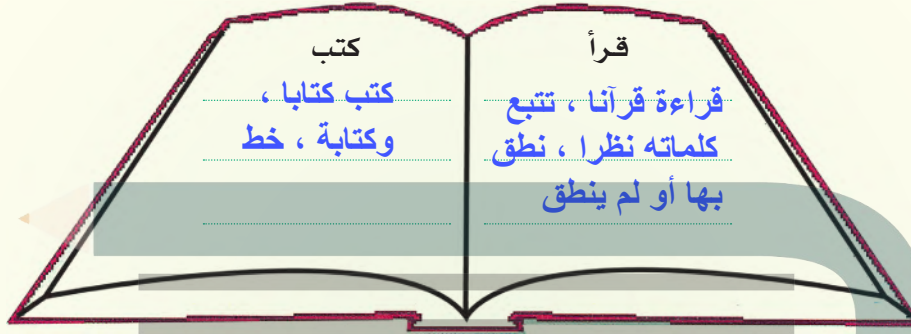 قرأ
قراءة قرآنا ، تتبع
كلماته نظرا ، نطق
بها أو لم ينطق
كتب
كتب كتابا ،
وكتابة ، خط